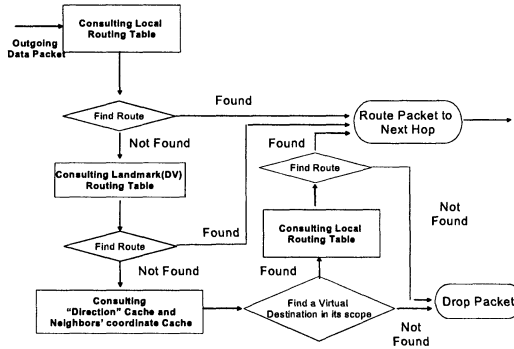 Consulting Local
Routing Table
Outgoing
Data Packet
Find Route
Found
Route Packet to
Next Hop
Not Found
Found
Find Route
Consulting Landmark(DV)
Routing Table
Not
Found
Consulting Local
Routing Table
Find Route
Found
Not Found
Found
Consulting
"Direction" Cache and
Neighbors' coordinate Cache
Find a Virtual
Destination in its scope
Drop Packet
Not
Found